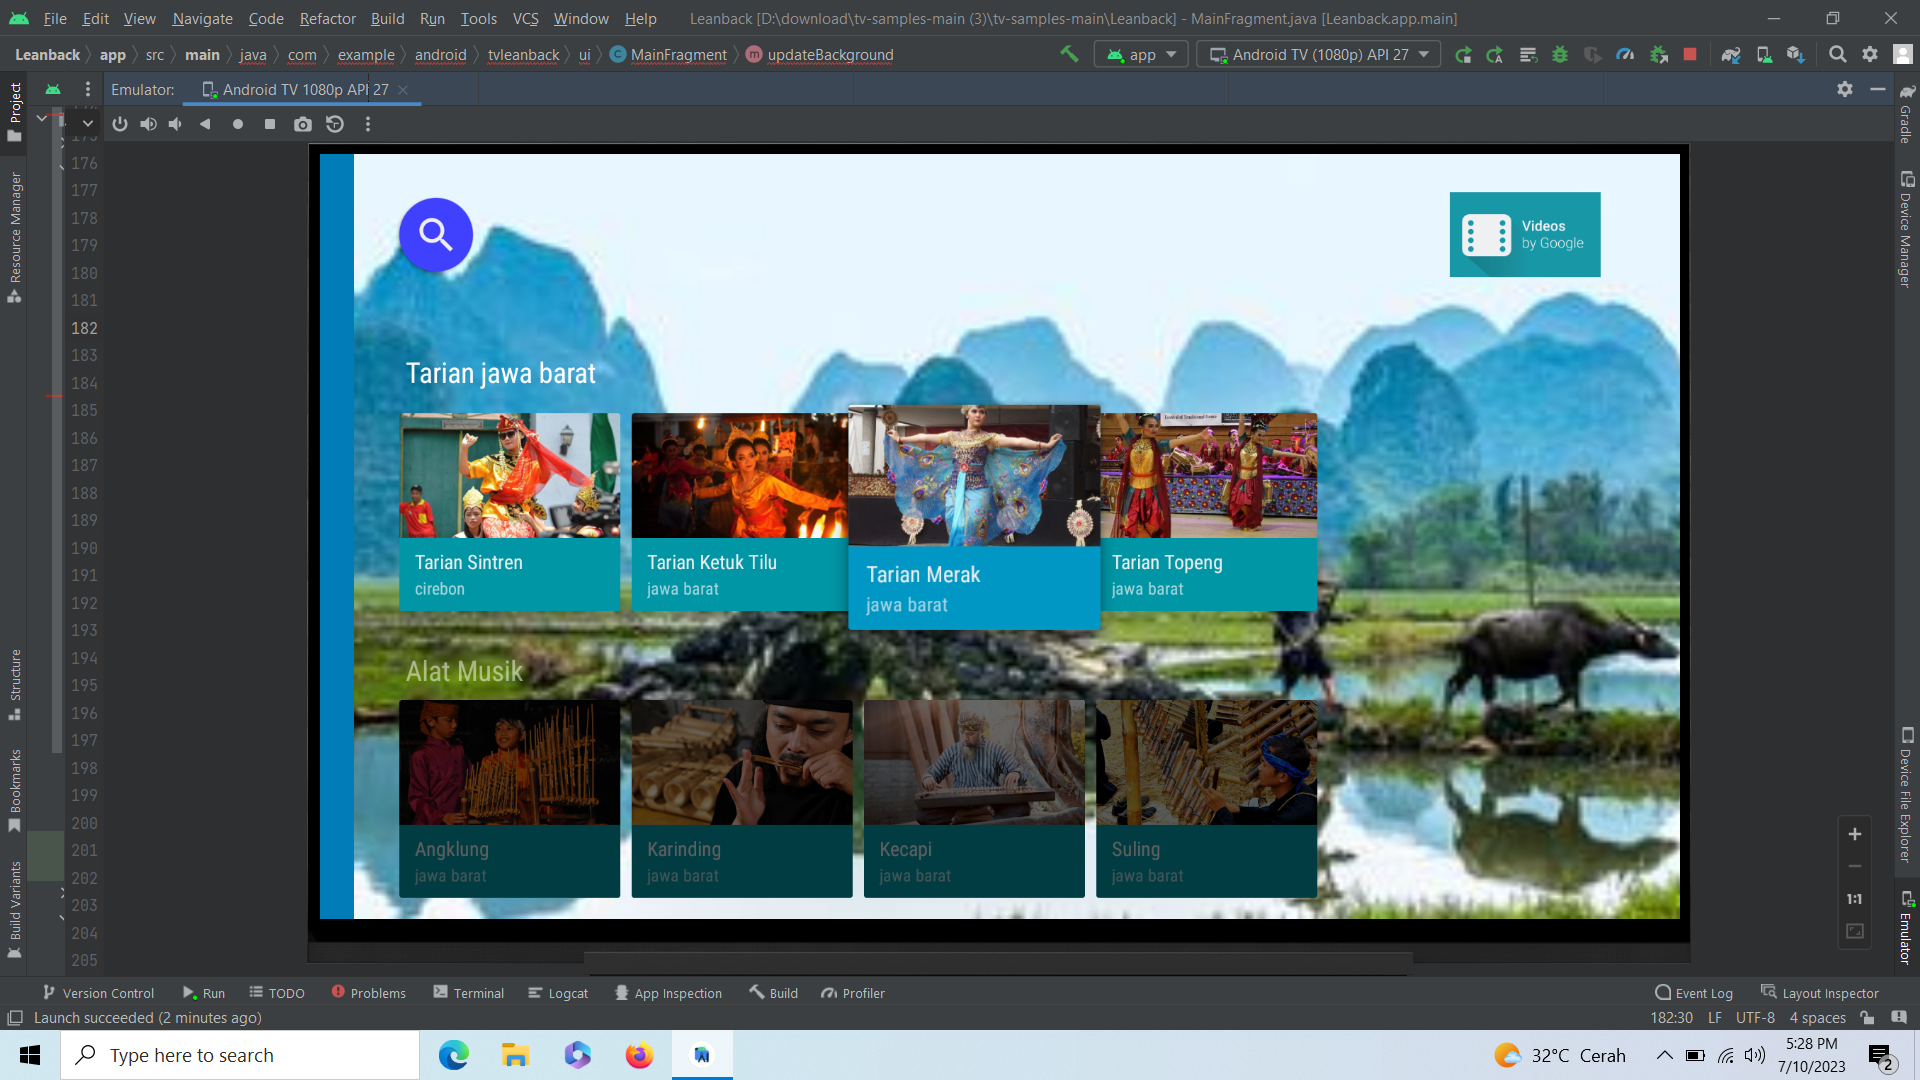 File Edit View Navigate Code Refactor Build Run Tools VCS Window Help Leanback [D:\download\tv-samples-main (3)\tv-samples-main\Leanback] - MainFragment.java [Leanback.app.main]
Leanback app src main java com example android tvleanback ui C MainFragment m updateBackground app Android TV (1080p) API 27
Emulator: Android TV 1080p API 27
Project
Resource Manager
Structure
Bookmarks
Build Variants
176
177
178
179
180
181
182
183
184
185
186
187
188
189
190
191
192
193
194
195
196
197
198
199
200
201
202
203
204
205
Videos
by Google
Tarian jawa barat
Tarian Sintren
cirebon
Tarian Ketuk Tilu
jawa barat
Tarian Merak
jawa barat
Tarian Topeng
jawa barat
Alat Musik
Angklung
jawa barat
Karinding
jawa barat
Kecapi
jawa barat
Suling
jawa barat
Gradle
Device Manager
Device File Explorer
Emulator
1:1
Version Control Run TODO Problems Terminal Logcat App Inspection Build Profiler Event Log Layout Inspector
Launch succeeded (2 minutes ago) 182:30 LF UTF-8 4 spaces
Type here to search
32°C Cerah
5:28 PM
7/10/2023
2